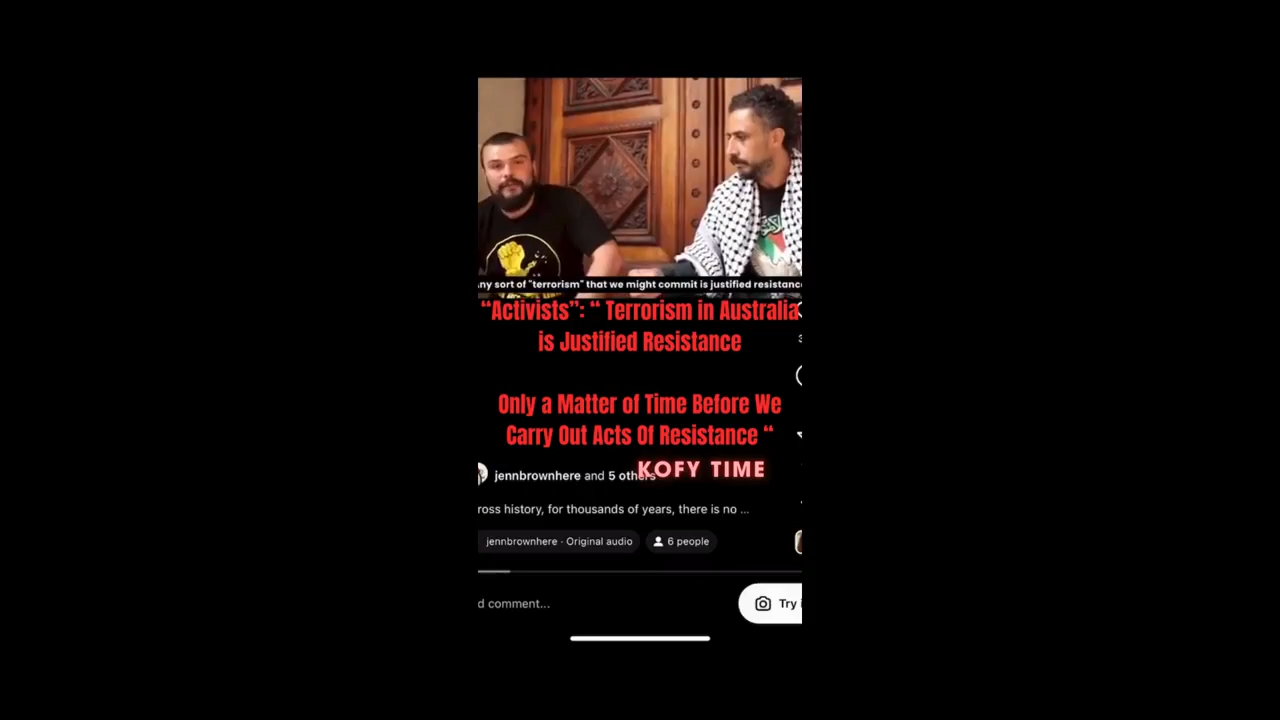 ny sort of "terrorism" that we might commit is justified resistance
“Activists”: “ Terrorism in Australia
is Justified Resistance
Only a Matter of Time Before We
Carry Out Acts Of Resistance “
KOFY TIME
jennbrownhere and 5 others
ross history, for thousands of years, there is no ...
jennbrownhere · Original audio
6 people
d comment...
Try i